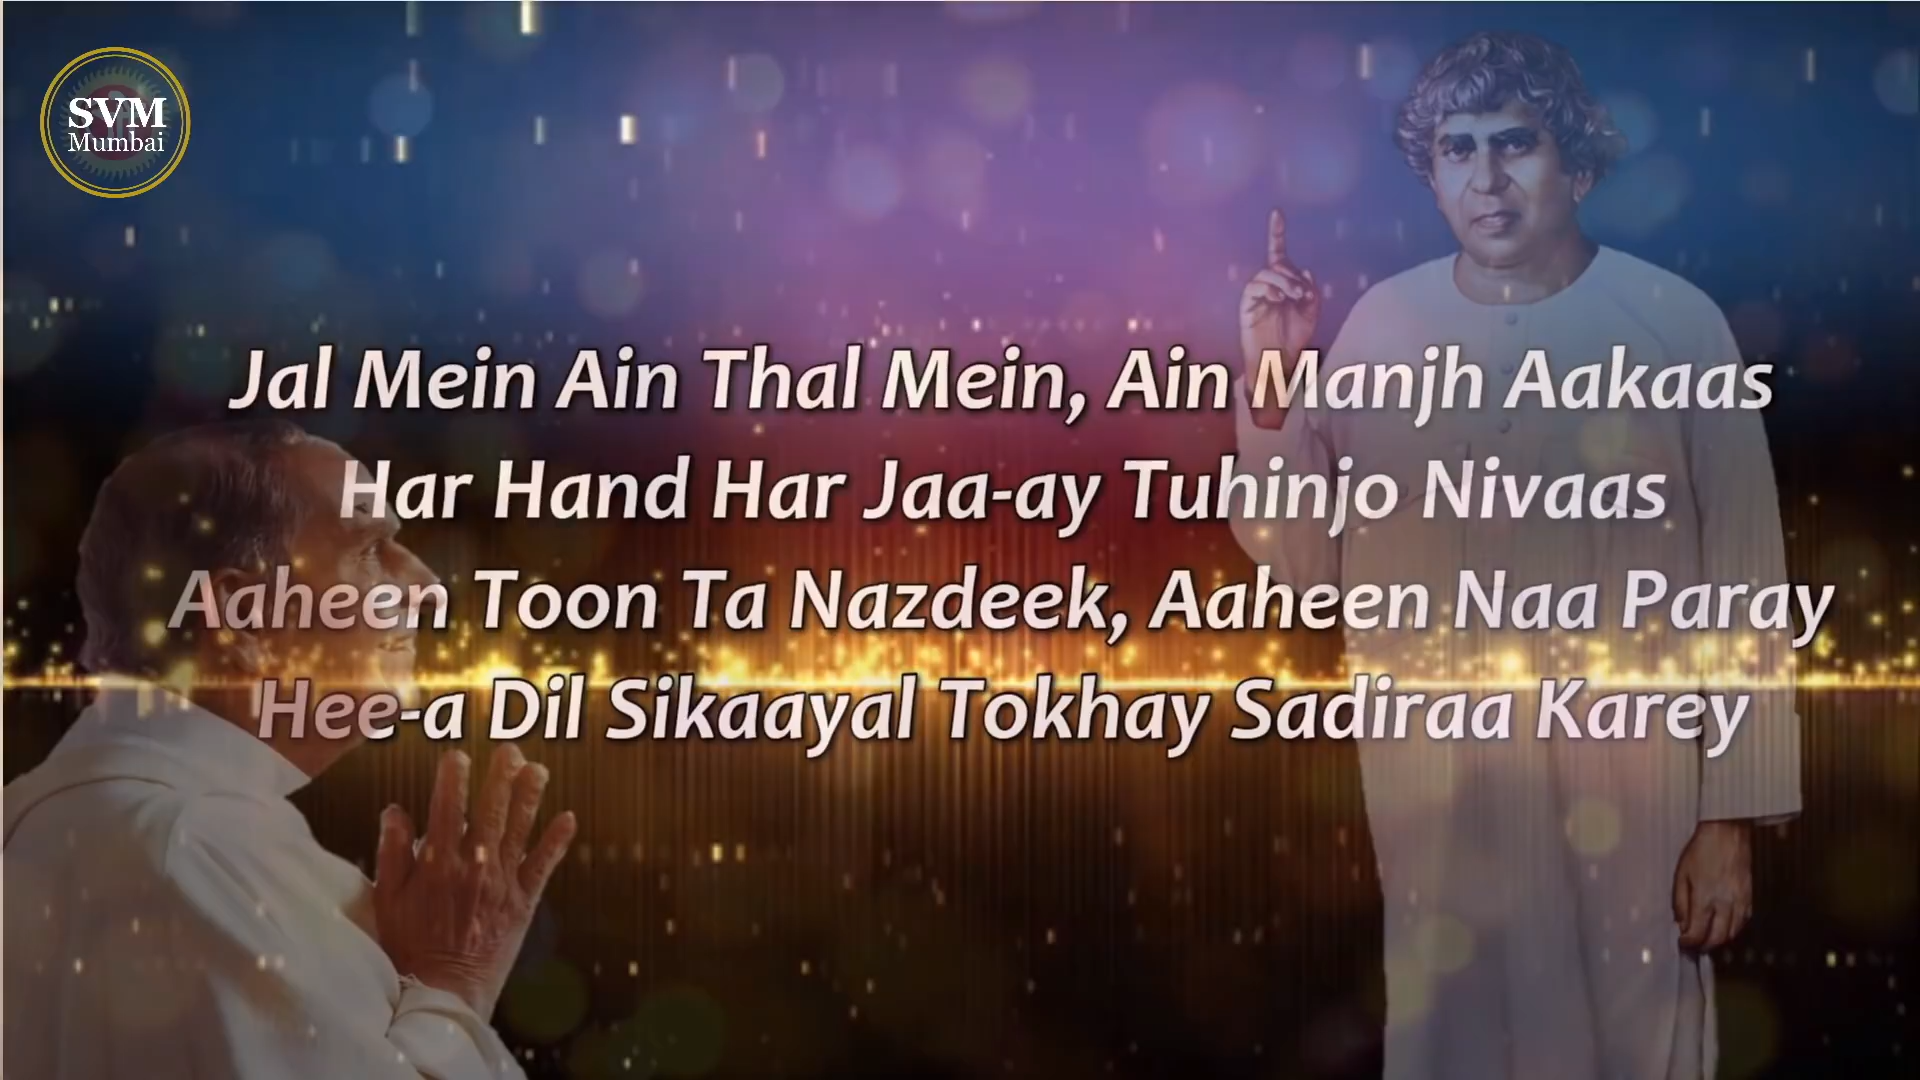 SVM
Mumbai
Jal Mein Ain Thal Mein, Ain Manjh Aakaas
Har Hand Har Jaa-ay Tuhinjo Nivaas
Aaheen Toon Ta Nazdeek, Aaheen Naa Paray
Hee-a Dil Sikaayal Tokhay Sadiraa Karey